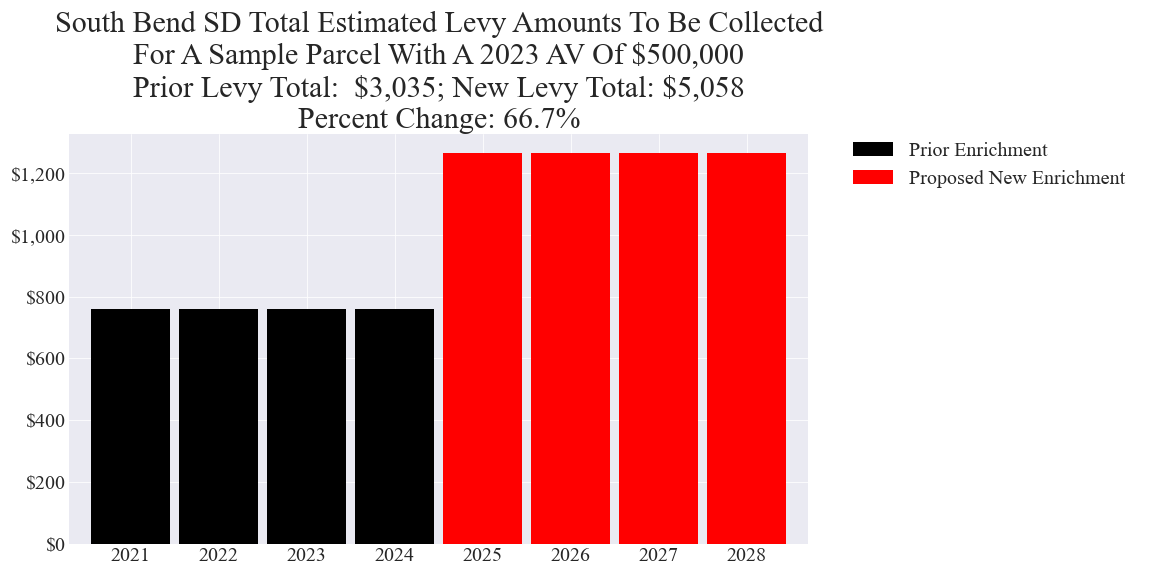 South Bend SD Total Estimated Levy Amounts To Be Collected
For A Sample Parcel With A 2023 AV Of $500,000
Prior Levy Total:  $3,035; New Levy Total: $5,058
Percent Change: 66.7%
Prior Enrichment
Proposed New Enrichment
$1,200
$1,000
$800
$600
$400
$200
$0
2021 2022 2023 2024 2025 2026 2027 2028